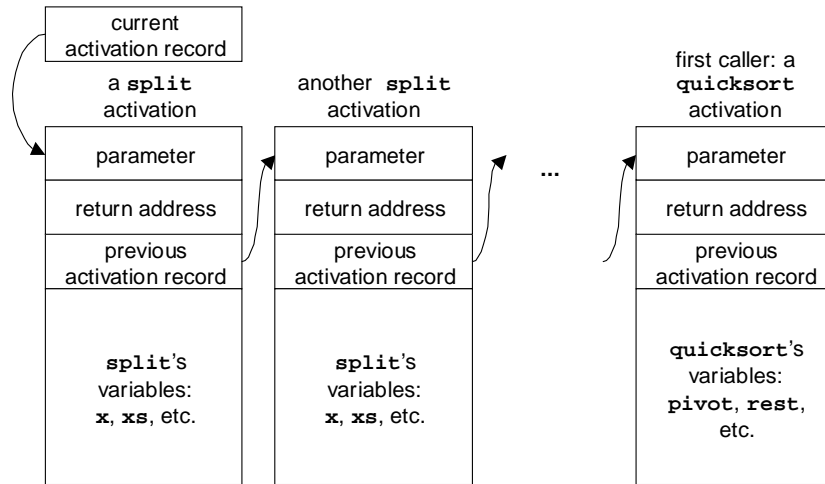 current
activation record
a split
activation
another split
activation
first caller: a
quicksort
activation
parameter
parameter
...
parameter
return address
return address
return address
previous
activation record
previous
activation record
previous
activation record
split's
variables:
x, xs, etc.
split's
variables:
x, xs, etc.
quicksort's
variables:
pivot, rest,
etc.